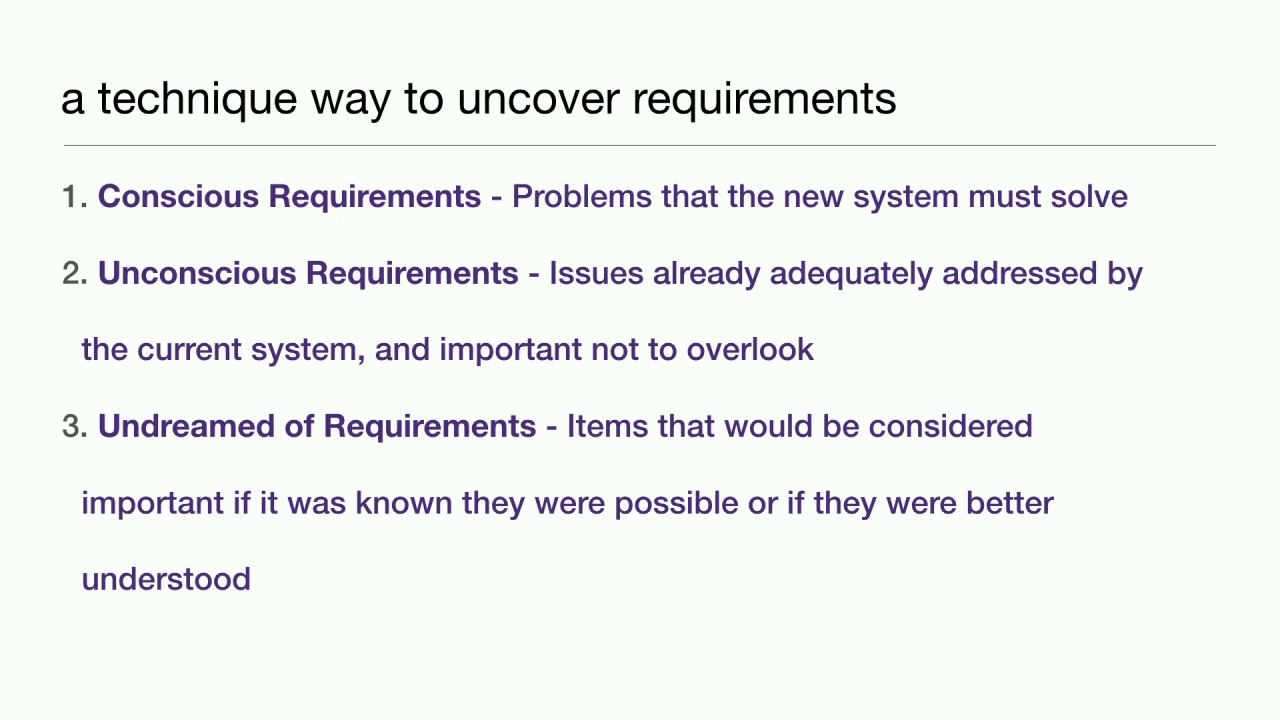 a technique way to uncover requirements
1. Conscious Requirements - Problems that the new system must solve
2. Unconscious Requirements - Issues already adequately addressed by
the current system, and important not to overlook
3. Undreamed of Requirements - Items that would be considered
important if it was known they were possible or if they were better
understood